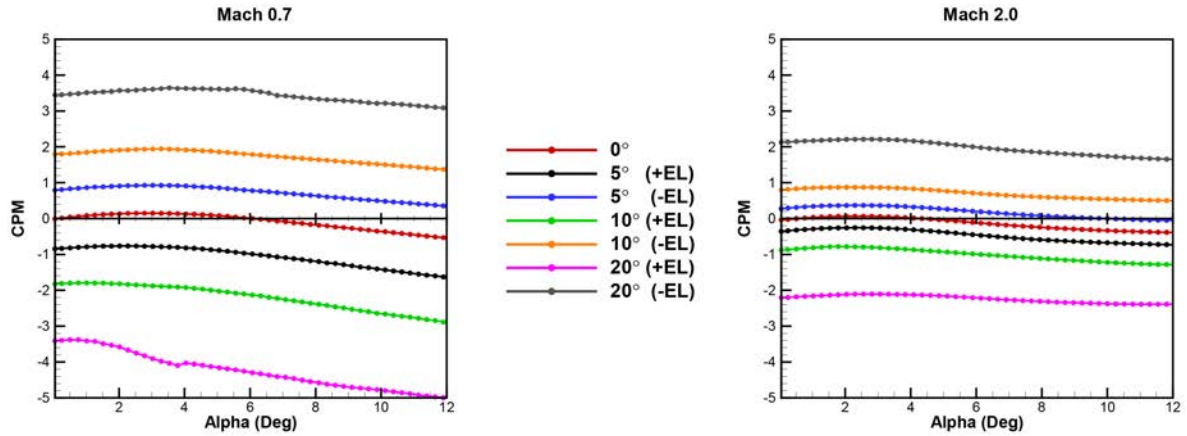 Mach 0.7
5
4
3
2
1
0
-1
-2
-3
-4
-5
CPM
2
4
6
8
10
12
Alpha (Deg)
0°
5° (+EL)
5° (-EL)
10° (+EL)
10° (-EL)
20° (+EL)
20° (-EL)
Mach 2.0
5
4
3
2
1
0
-1
-2
-3
-4
-5
CPM
2
4
6
8
10
12
Alpha (Deg)